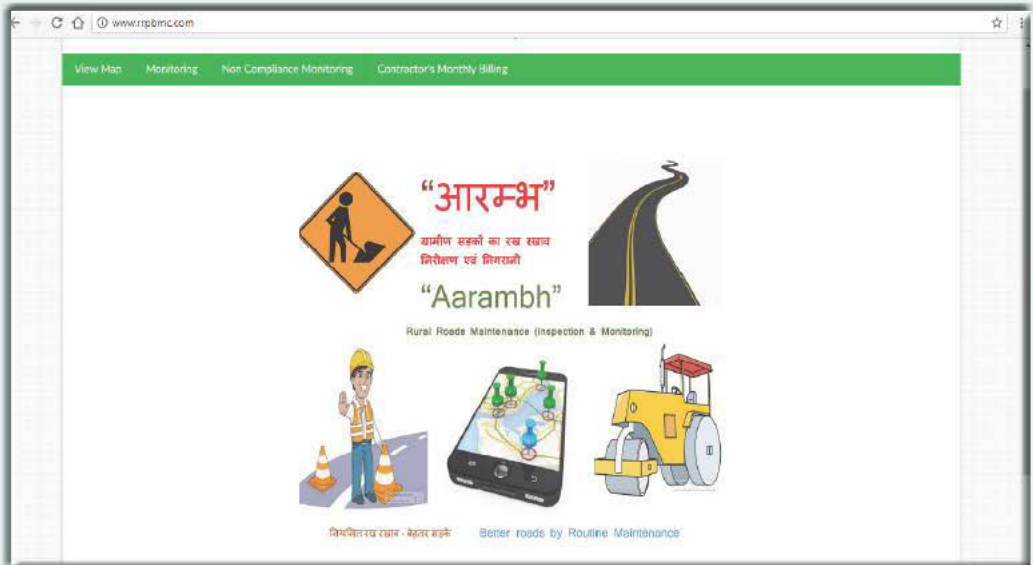 www.rrpbmc.com
View Map Monitoring Non Compliance Monitoring Contractor's Monthly Billing
“आरम्भ”
ग्रामीण सड़कों का रख रखाव
निरीक्षण एवं निगरानी
“Aarambh”
Rural Roads Maintenance (Inspection & Monitoring)
नियमित रख रखाव - बेहतर सड़कें Better roads by Routine Maintenance